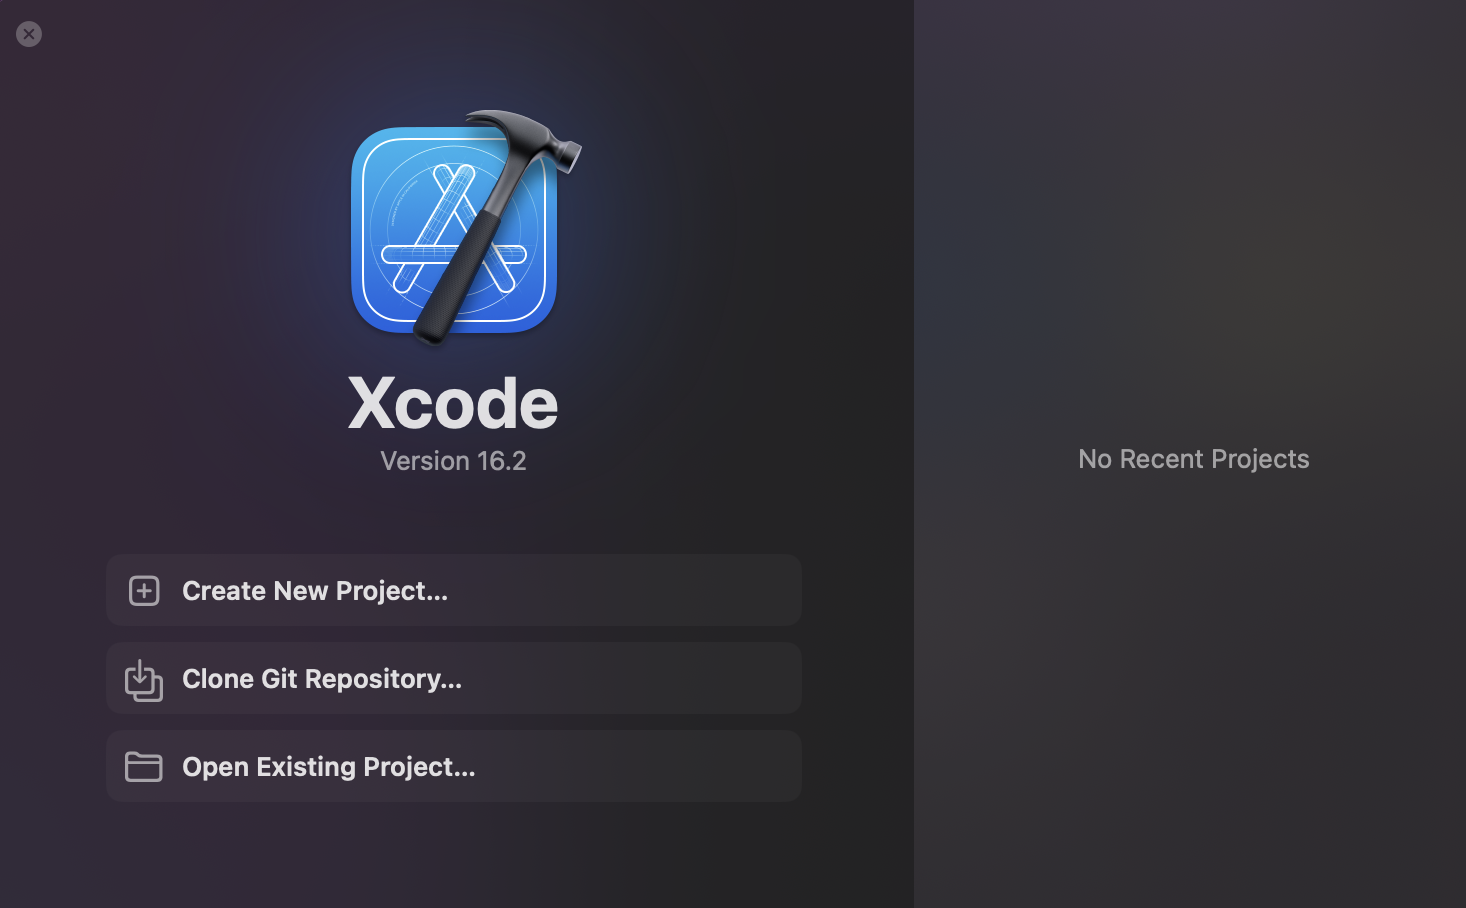 Xcode
Version 16.2
Create New Project...
Clone Git Repository...
Open Existing Project...
No Recent Projects